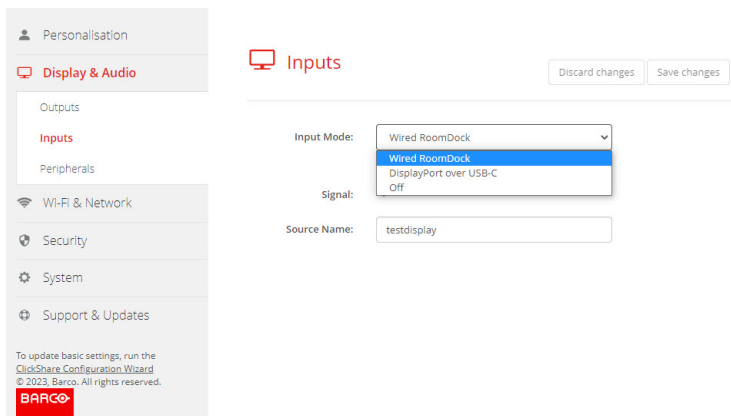 Personalisation
Display & Audio
Outputs
Inputs
Peripherals
Wi-Fi & Network
Security
System
Support & Updates
To update basic settings, run the
ClickShare Configuration Wizard
© 2023, Barco. All rights reserved.
BARCO
Inputs
Discard changes
Save changes
Input Mode:
Wired RoomDock
Wired RoomDock
DisplayPort over USB-C
Off
Signal:
Source Name:
testdisplay